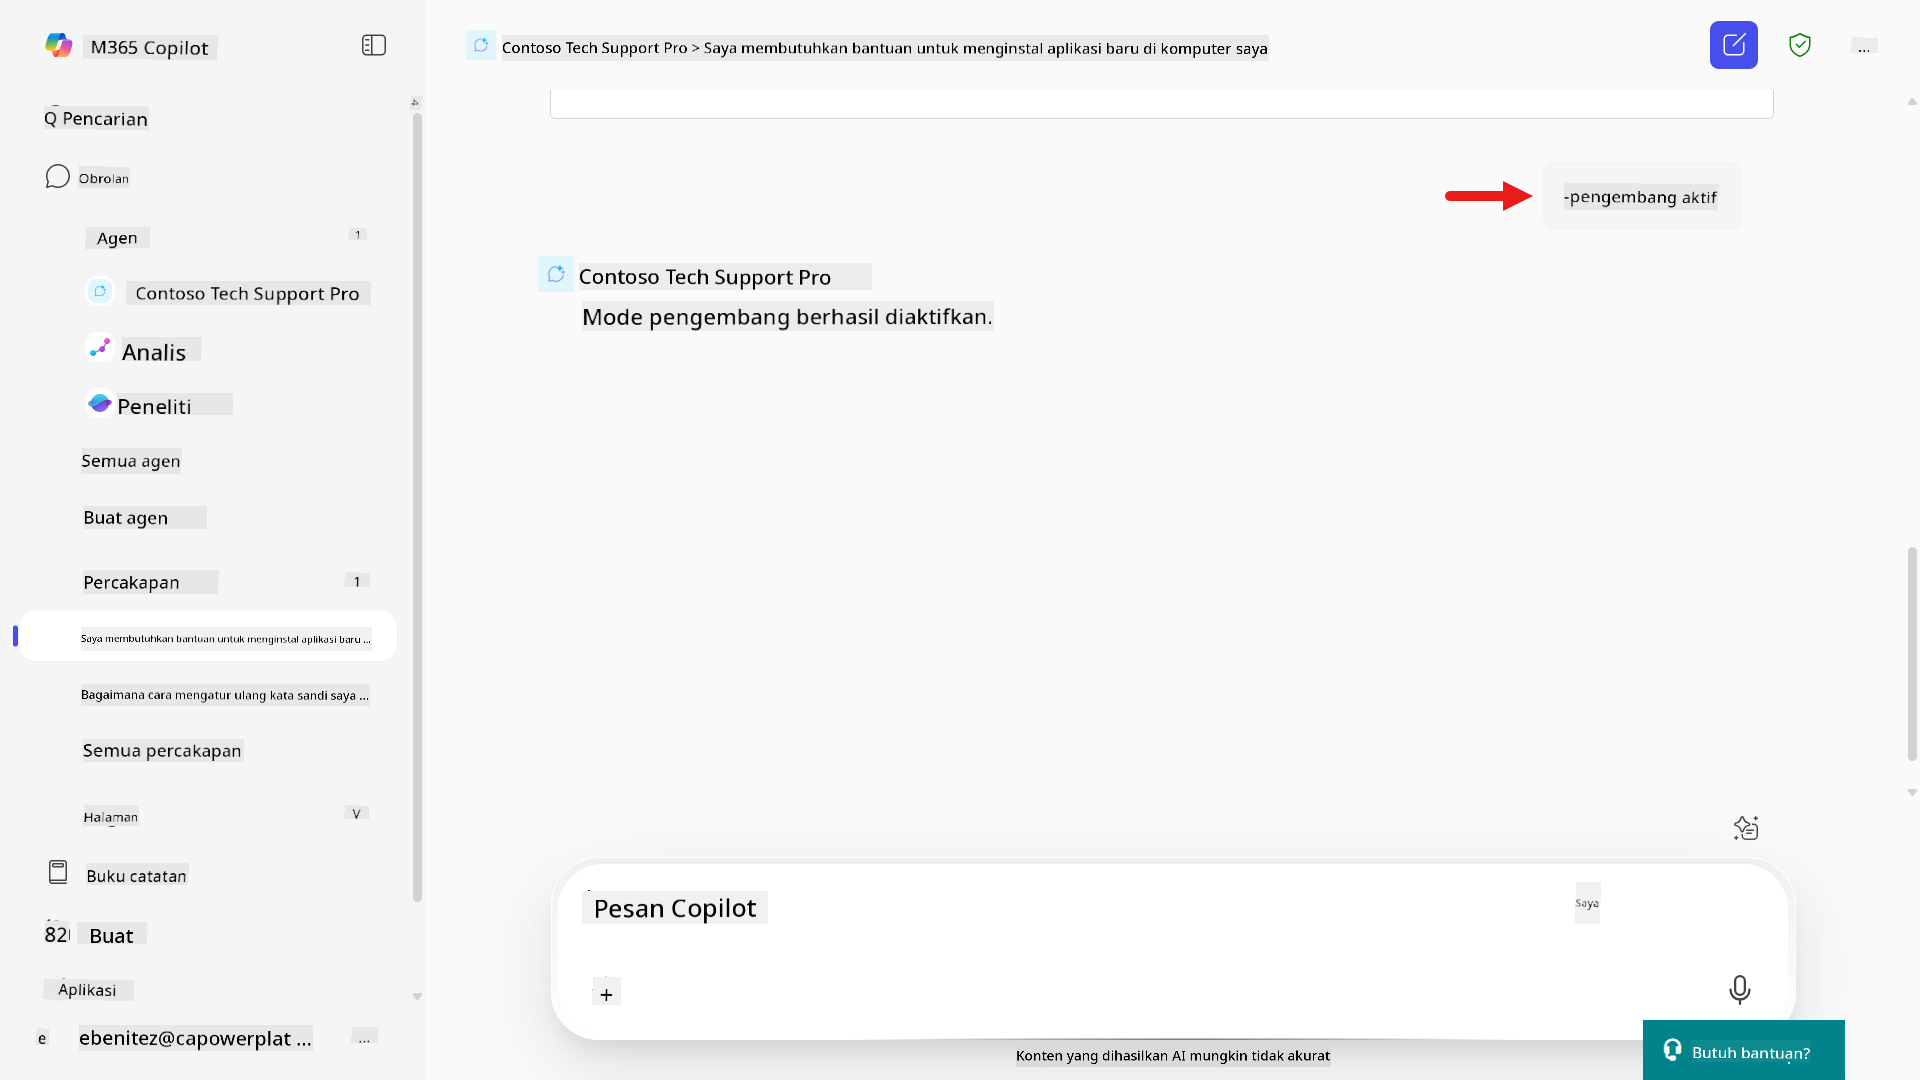 M365 Copilot
Q Pencarian
Obrolan
Agen
1
Contoso Tech Support Pro
Analis
Peneliti
Semua agen
Buat agen
Percakapan
1
Saya membutuhkan bantuan untuk menginstal aplikasi baru ...
Bagaimana cara mengatur ulang kata sandi saya ...
Semua percakapan
Halaman
V
Buku catatan
82
Buat
Aplikasi
e
ebenitez@capowerplat ...
...
Contoso Tech Support Pro > Saya membutuhkan bantuan untuk menginstal aplikasi baru di komputer saya
...
-pengembang aktif
Contoso Tech Support Pro
Mode pengembang berhasil diaktifkan.
Pesan Copilot
Saya
+
Konten yang dihasilkan AI mungkin tidak akurat
Butuh bantuan?